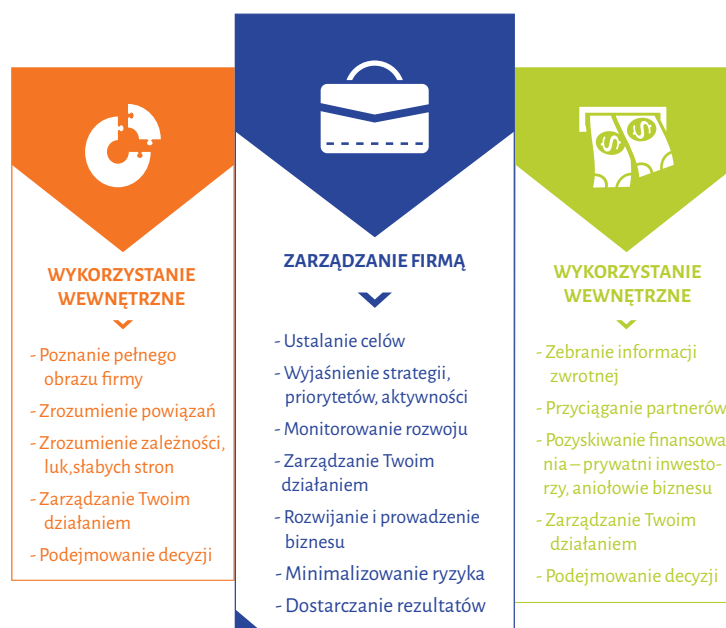 WYKORZYSTANIE
WEWNĘTRZNE
- Poznanie pełnego
obrazu firmy
- Zrozumienie powiązań
- Zrozumienie zależności,
luk,słabych stron
- Zarządzanie Twoim
działaniem
- Podejmowanie decyzji
ZARZĄDZANIE FIRMĄ
- Ustalanie celów
- Wyjaśnienie strategii,
priorytetów, aktywności
- Monitorowanie rozwoju
- Zarządzanie Twoim
działaniem
- Rozwijanie i prowadzenie
biznesu
- Minimalizowanie ryzyka
- Dostarczanie rezultatów
WYKORZYSTANIE
WEWNĘTRZNE
- Zebranie informacji
zwrotnej
- Przyciąganie partnerów
- Pozyskiwanie finansowa
nia – prywatni inwesto-
rzy, aniołowie biznesu
- Zarządzanie Twoim
działaniem
- Podejmowanie decyzji